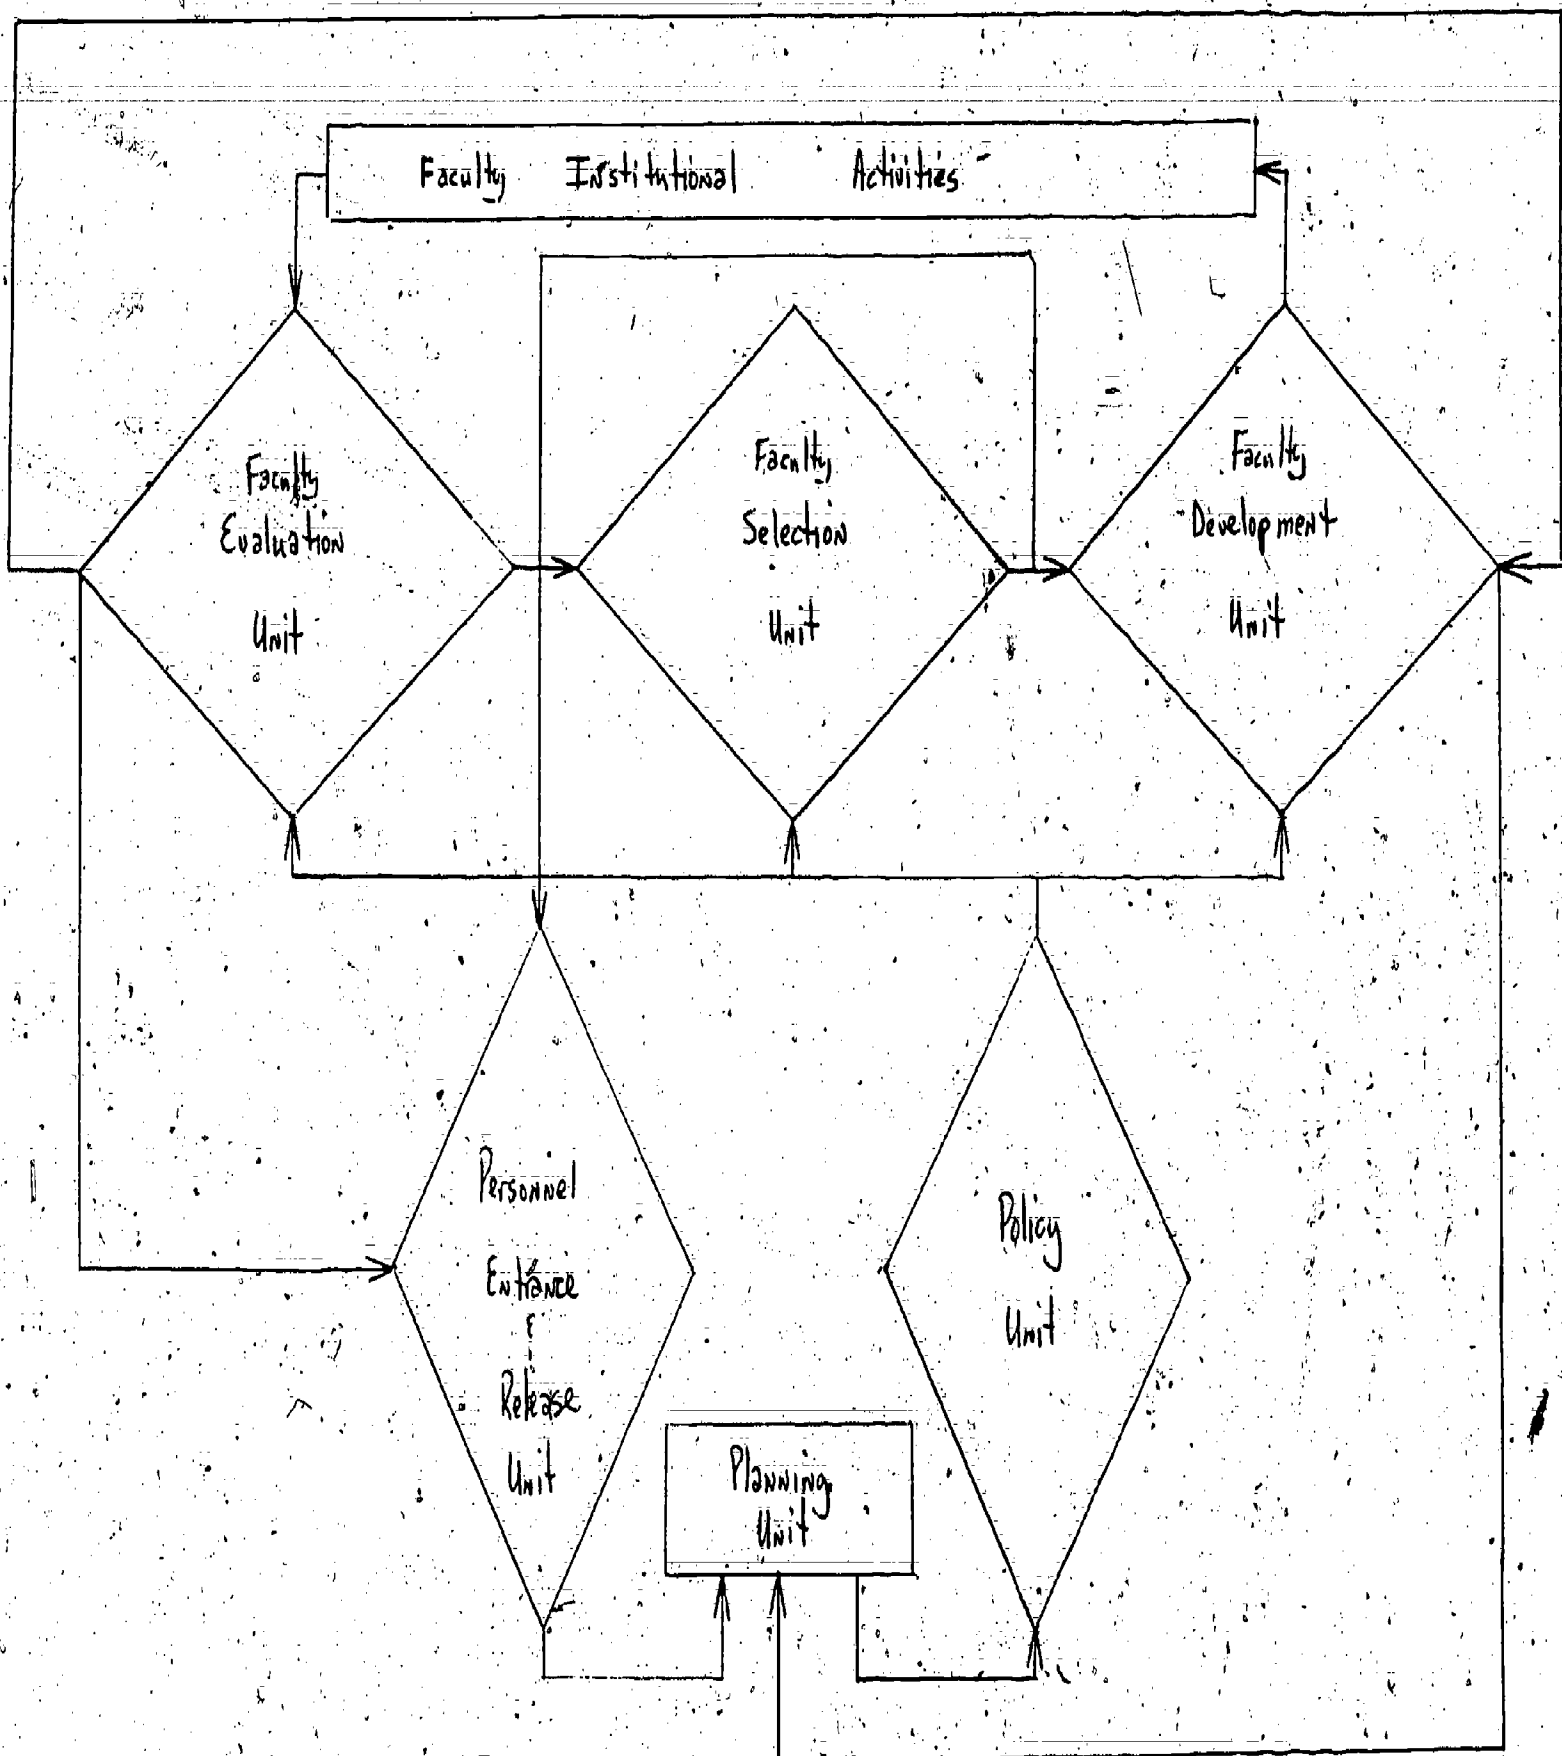 Faculty Institutional Activities
Faculty
Evaluation
Unit
Faculty
Selection
Unit
Faculty
Development
Unit
Personnel
Entrance
&
Release
Unit
Policy
Unit
Planning
Unit